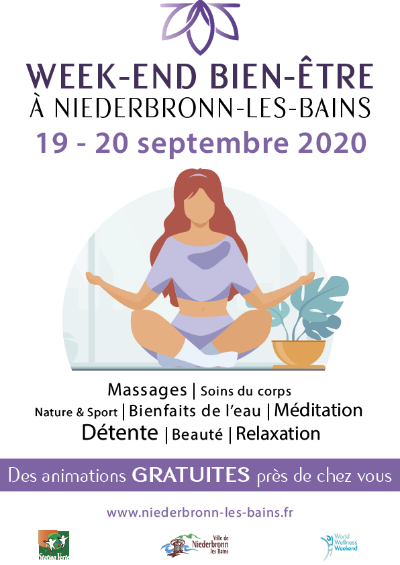 WEEK-END BIEN-ÊTRE
À NIEDERBRONN-LES-BAINS
19 - 20 septembre 2020
Massages | Soins du corps
Nature & Sport | Bienfaits de l'eau | Méditation
Détente | Beauté | Relaxation
Des animations GRATUITES près de chez vous
www.niederbronn-les-bains.fr
Station Verte
Ville de
Niederbronn
les Bains
World
Wellness
Weekend